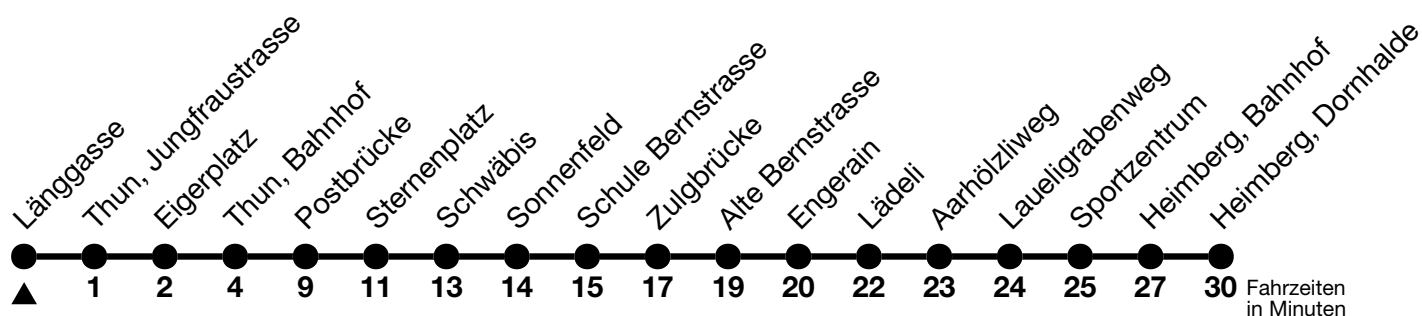 Länggasse
Thun, Jungfraustrasse
Eigerplatz
Thun, Bahnhof
Postbrücke
Sternenplatz
Schwäbis
Sonnenfeld
Schule Bernstrasse
Zulgbrücke
Alte Bernstrasse
Engerain
Lädeli
Aarhölzliweg
Laueligrabenweg
Sportzentrum
Heimberg, Bahnhof
Heimberg, Dornhalde
1 2 4 9 11 13 14 15 17 19 20 22 23 24 25 27 30 Fahrzeiten
in Minuten